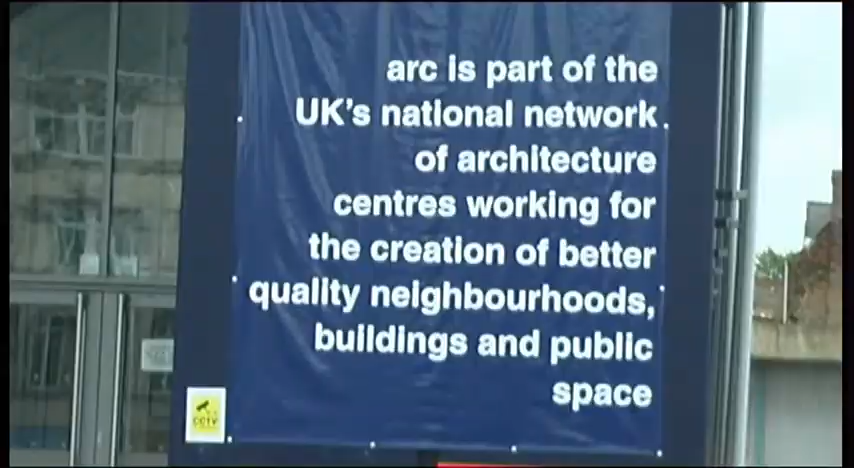 arc is part of the
UK's national network
of architecture
centres working for
the creation of better
quality neighbourhoods,
buildings and public
space
CCTV